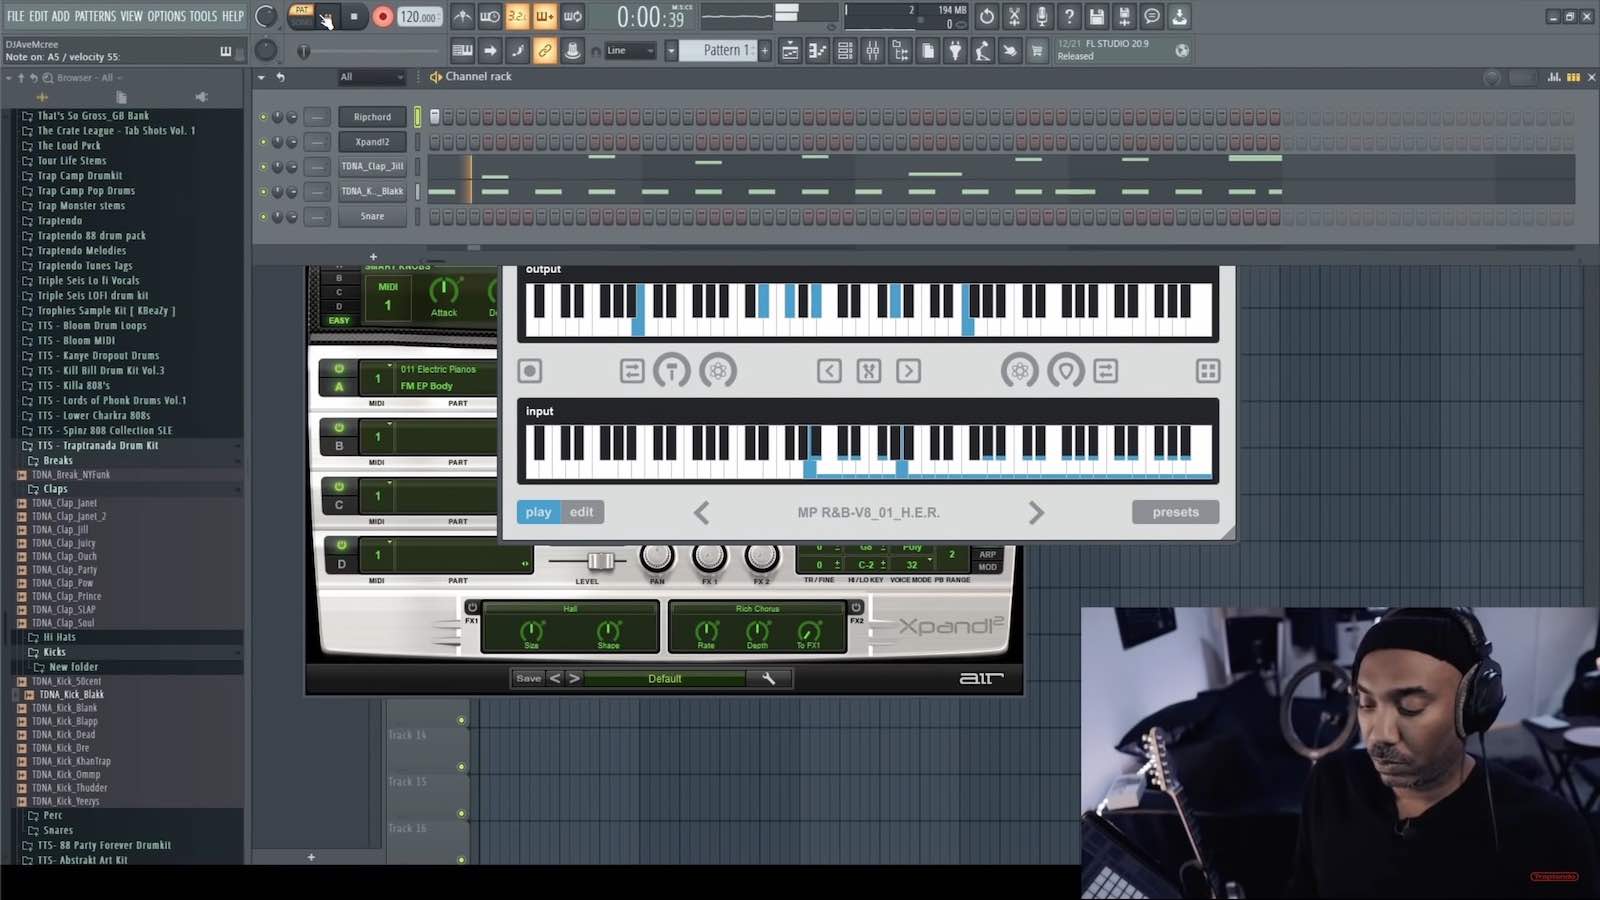 FILE EDIT ADD PATTERNS VIEW OPTIONS TOOLS HELP
PAT
SONG
120.000
3.2.
0:00:39
M:S:CS
2
194 MB
0
DJAveMcree
Note on: A5 / velocity 55:
Line
Pattern 1
12/21 FL STUDIO 20.9
Released
Browser - All
All
Channel rack
That's So Gross_GB Bank
The Crate League - Tab Shots Vol. 1
The Loud Pvck
Tour Life Stems
Trap Camp Drumkit
Trap Camp Pop Drums
Trap Monster stems
Traptendo
Traptendo 88 drum pack
Traptendo Melodies
Traptendo Tunes Tags
Triple Seis Lo fi Vocals
Triple Seis LOFI drum kit
Trophies Sample Kit [ KBeaZy ]
TTS - Bloom Drum Loops
TTS - Bloom MIDI
TTS - Kanye Dropout Drums
TTS - Kill Bill Drum Kit Vol.3
TTS - Killa 808's
TTS - Lords of Phonk Drums Vol.1
TTS - Lower Charkra 808s
TTS - Spinz 808 Collection SLE
TTS - Traptranada Drum Kit
Breaks
TDNA_Break_NYFunk
Claps
TDNA_Clap_Janet
TDNA_Clap_Janet_2
TDNA_Clap_Jill
TDNA_Clap_Juicy
TDNA_Clap_Ouch
TDNA_Clap_Party
TDNA_Clap_Pow
TDNA_Clap_Prince
TDNA_Clap_SLAP
TDNA_Clap_Soul
Hi Hats
Kicks
New folder
TDNA_Kick_50cent
TDNA_Kick_Blakk
TDNA_Kick_Blank
TDNA_Kick_Blapp
TDNA_Kick_Dead
TDNA_Kick_Dre
TDNA_Kick_KhanTrap
TDNA_Kick_Ommp
TDNA_Kick_Thudder
TDNA_Kick_Yeezys
Perc
Snares
TTS- 88 Party Forever Drumkit
TTS- Abstrakt Art Kit
Ripchord
Xpand!2
TDNA_Clap_Jill
TDNA_K.._Blakk
Snare
SMART KNOBS
B
C
D
EASY
MIDI
1
Attack
A
1
011 Electric Pianos
FM EP Body
MIDI
PART
B
1
MIDI
PART
C
1
MIDI
PART
D
1
MIDI
PART
LEVEL
PAN
FX 1
FX 2
0
G8
Poly
2
0
C-2
32
TR / FINE
HI / LO KEY
VOICE MODE
PB RANGE
ARP
MOD
FX1
Hall
Size
Shape
Rich Chorus
Rate
Depth
To FX1
FX2
Xpand!2
Save
Default
air
output
input
play
edit
MP R&B-V8_01_H.E.R.
presets
Track 14
Track 15
Track 16
Traptendo